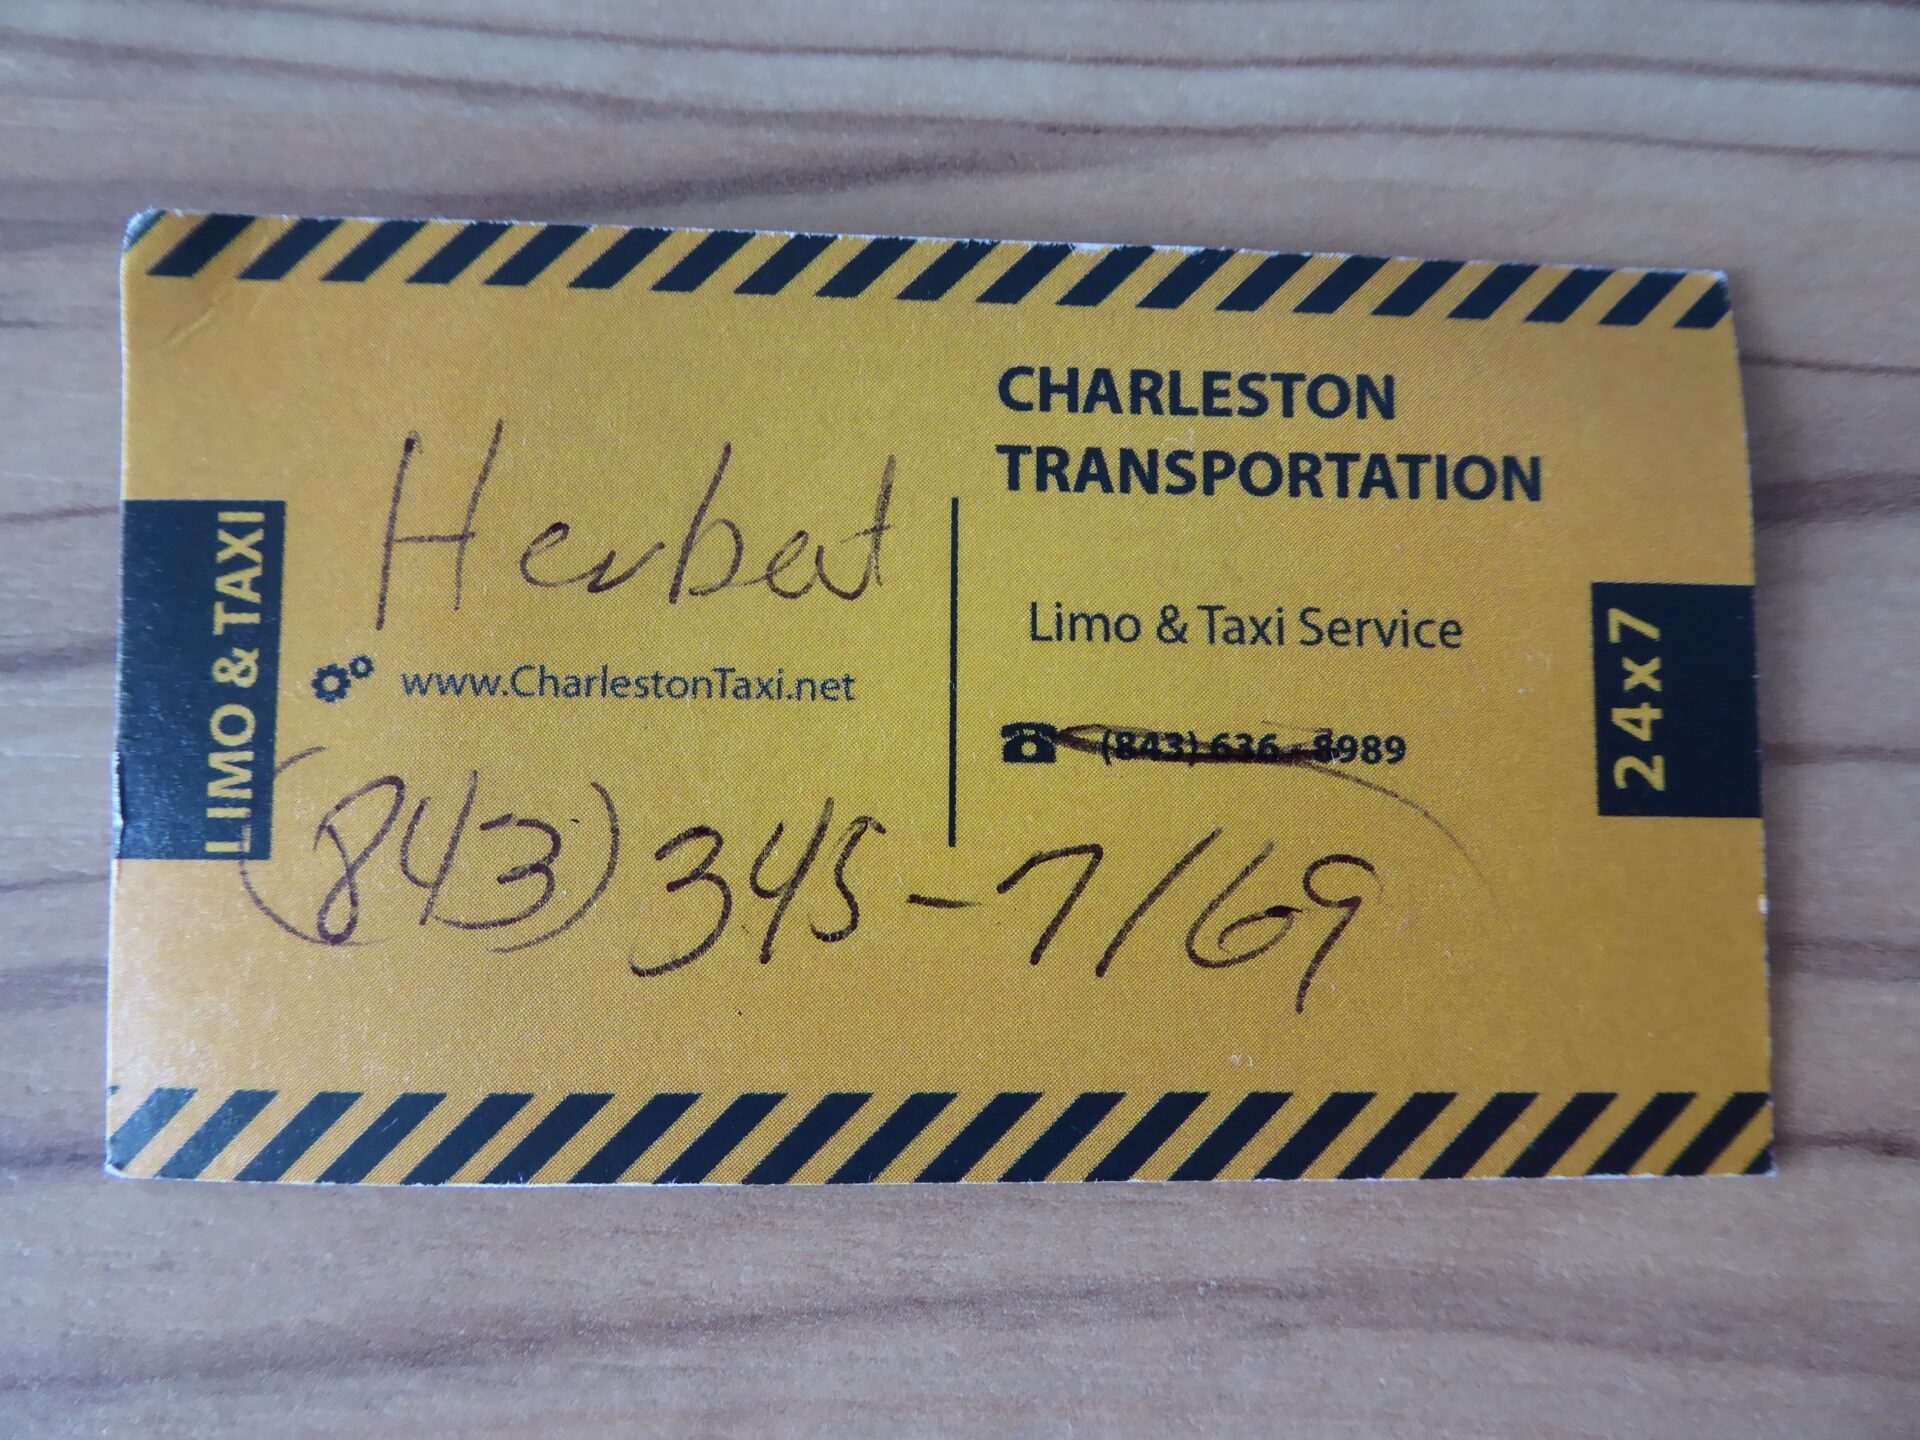 LIMO & TAXI
Herbert
www.CharlestonTaxi.net
CHARLESTON
TRANSPORTATION
Limo & Taxi Service
(843) 636 - 8989
(843) 345-7169
24x7